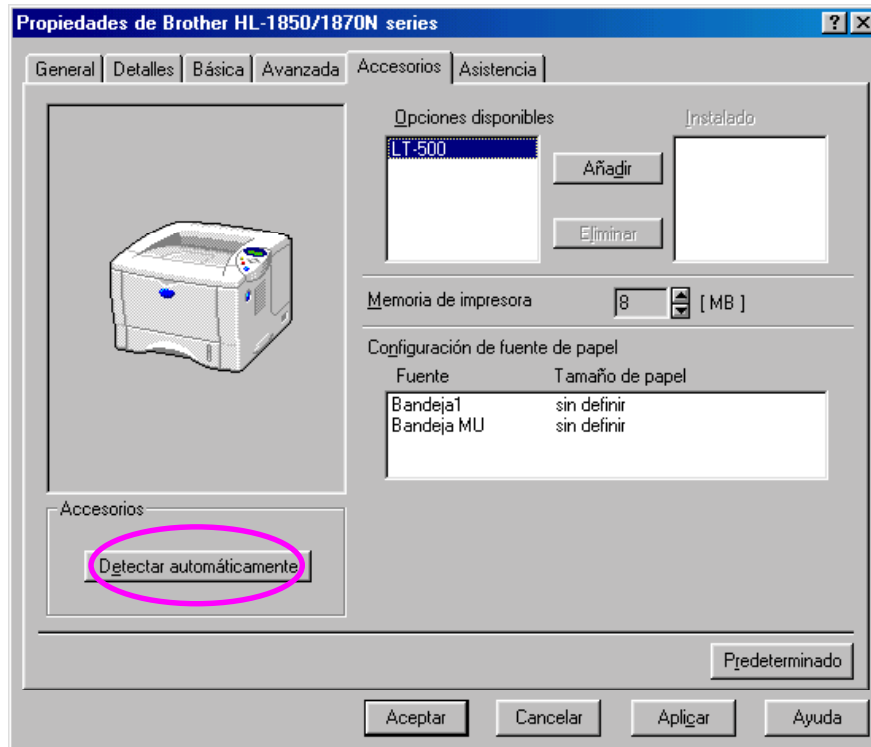 Propiedades de Brother HL-1850/1870N series
General Detalles Básica Avanzada Accesorios Asistencia
Opciones disponibles Instalado
LT-500
Añadir
Eliminar
Memoria de impresora 8 [ MB ]
Configuración de fuente de papel
Fuente Tamaño de papel
Bandeja1 sin definir
Bandeja MU sin definir
Accesorios
Detectar automáticamente
Predeterminado
Aceptar Cancelar Aplicar Ayuda